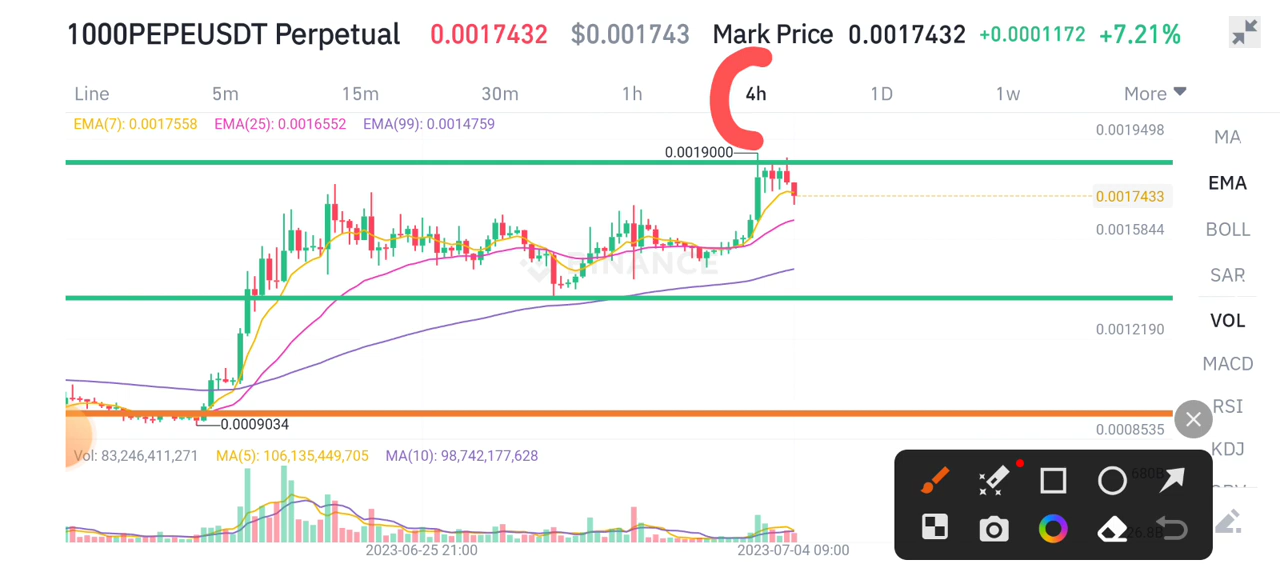 1000PEPEUSDT Perpetual 0.0017432 $0.001743 Mark Price 0.0017432 +0.0001172 +7.21%
Line 5m 15m 30m 1h 4h 1D 1w More
EMA(7): 0.0017558 EMA(25): 0.0016552 EMA(99): 0.0014759
0.0019498
MA
0.0019000
EMA
0.0017433
0.0015844
BOLL
BINANCE
SAR
VOL
0.0012190
MACD
RSI
0.0009034
0.0008535
KDJ
Vol: 83,246,411,271 MA(5): 106,135,449,705 MA(10): 98,742,177,628
2023-06-25 21:00 2023-07-04 09:00